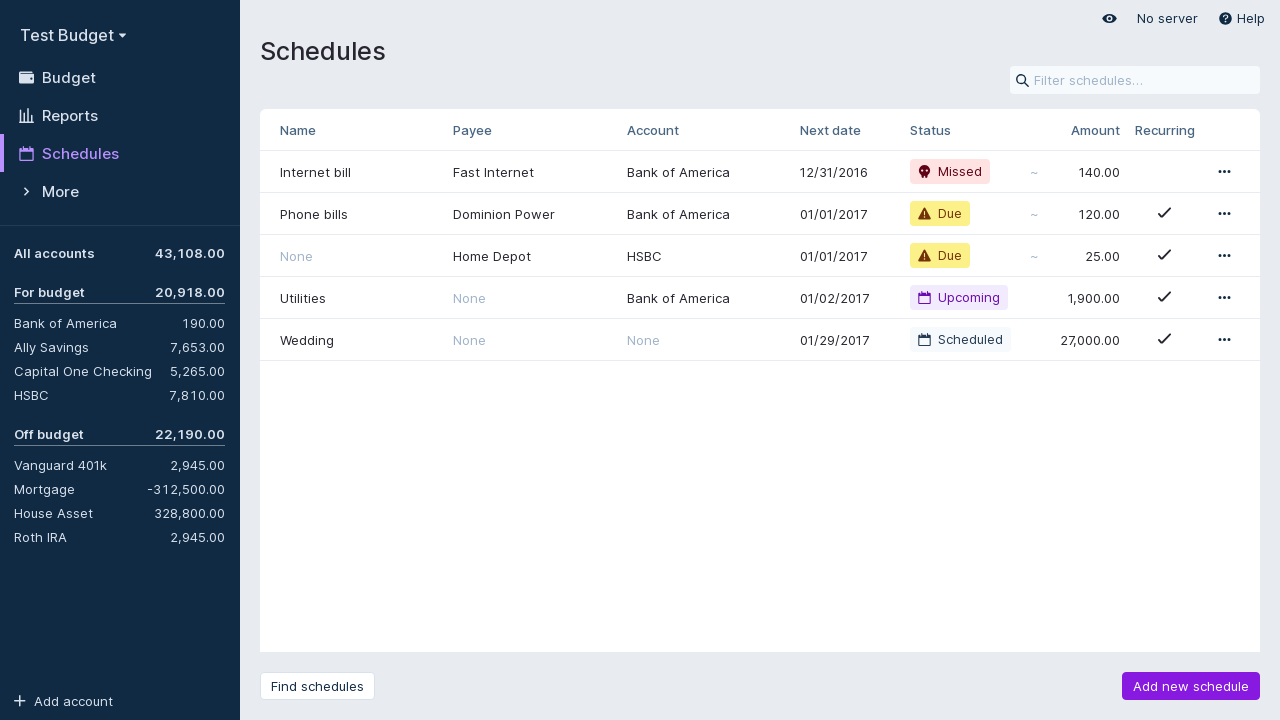 Test Budget
Budget
Reports
Schedules
More
All accounts 43,108.00
For budget 20,918.00
Bank of America 190.00
Ally Savings 7,653.00
Capital One Checking 5,265.00
HSBC 7,810.00
Off budget 22,190.00
Vanguard 401k 2,945.00
Mortgage -312,500.00
House Asset 328,800.00
Roth IRA 2,945.00
Add account
No server Help
Schedules
Filter schedules…
Name Payee Account Next date Status Amount Recurring
Internet bill Fast Internet Bank of America 12/31/2016 Missed ~ 140.00
Phone bills Dominion Power Bank of America 01/01/2017 Due ~ 120.00
None Home Depot HSBC 01/01/2017 Due ~ 25.00
Utilities None Bank of America 01/02/2017 Upcoming 1,900.00
Wedding None None 01/29/2017 Scheduled 27,000.00
Find schedules Add new schedule